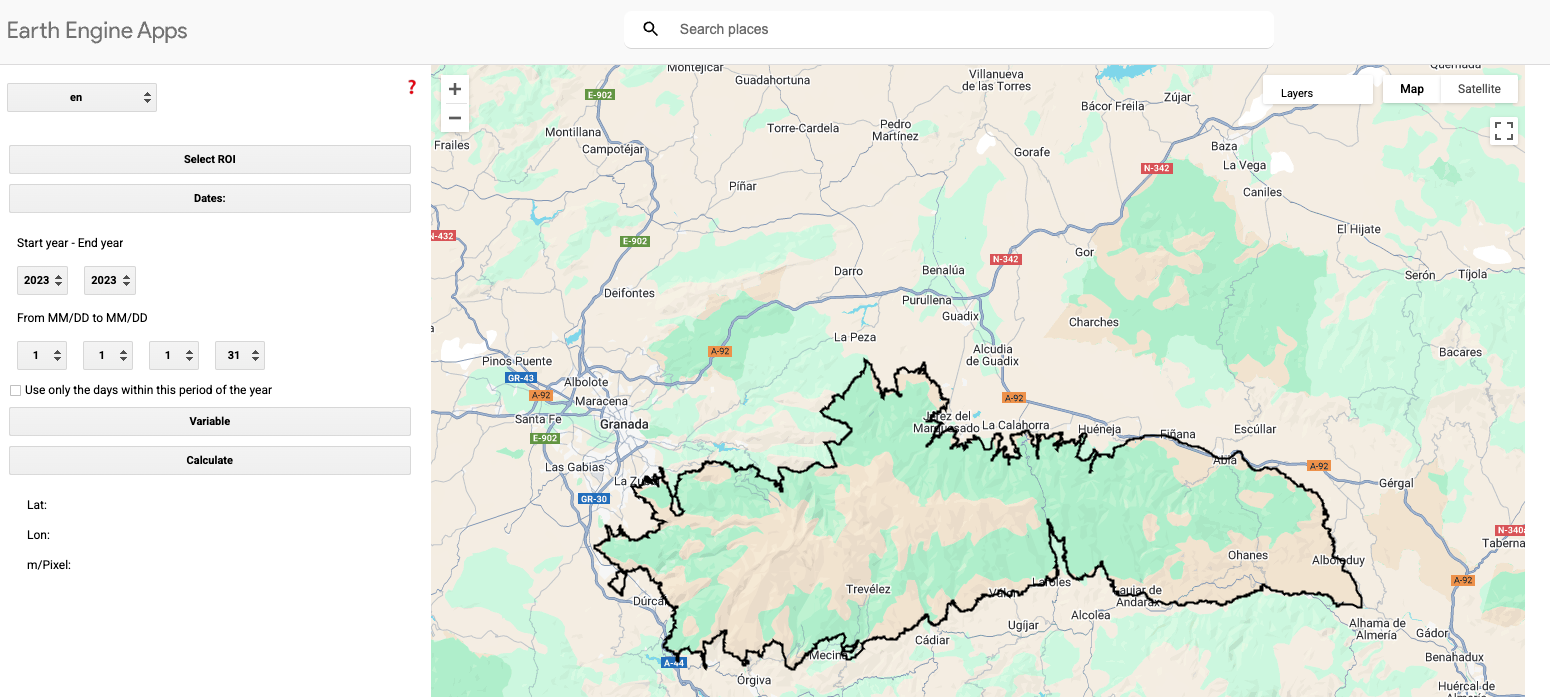 Earth Engine Apps
Search places
en
?
Select ROI
Dates:
Start year - End year
2023 2023
From MM/DD to MM/DD
1 1 1 31
Use only the days within this period of the year
Variable
Calculate
Lat:
Lon:
m/Pixel:
+
−
Layers
Map Satellite
Montejícar
Guadahortuna
Villanueva
de las Torres
Bácor Freila
Zújar
E-902
Montillana
Torre-Cardela
Pedro
Martínez
Frailes
Campotéjar
Gorafe
Baza
La Vega
N-342
Píñar
Caniles
N-432
E-902
El Hijate
N-342
Gor
Darro
Benalúa
Serón
Tíjola
Deifontes
Purullena
Guadix
Charches
La Peza
A-92
Pinos Puente
Alcudia
de Guadix
Bacares
GR-43
Albolote
A-92
Maracena
A-92
Santa Fe
Granada
Jerez del
Marquesado
La Calahorra
Huéneja
Fiñana
Escúllar
E-902
Las Gabias
Abla
A-92
La Zubia
Gérgal
GR-30
N-340a
Taberna
Ohanes
Alboloduy
A-92
Trevélez
Laroles
Laujar de
Andarax
Dúrcal
Alcolea
Cádiar
Ugíjar
Alhama de
Almería
Gádor
A-44
Mecina
Benahadux
Órgiva
Huércal de